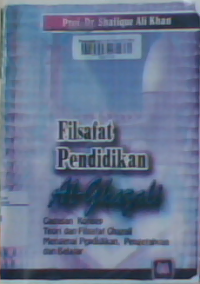 Prof. Dr. Shafique Ali Khan
Filsafat
Pendidikan
Al-Ghazali
Gagasan Konsep
Teori dan Filsafat Ghazali
Mengenai Pendidikan, Pengetahuan
dan Belajar